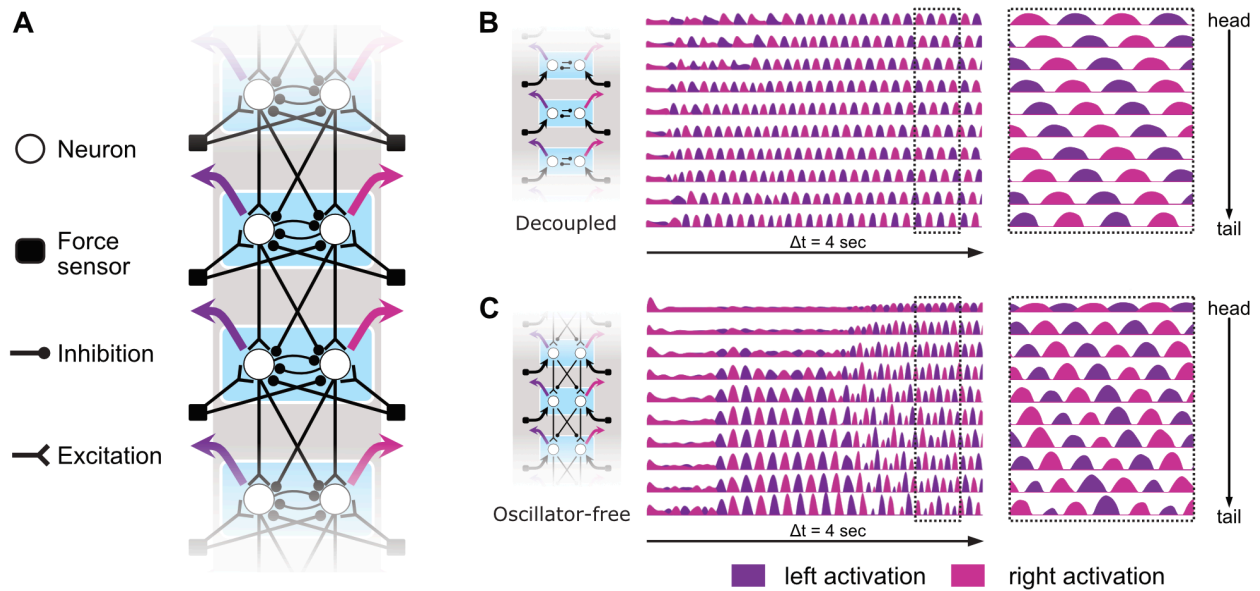 A
Neuron
Force
sensor
Inhibition
Excitation
B
Decoupled
Δt = 4 sec
head
tail
C
Oscillator-free
Δt = 4 sec
head
tail
left activation
right activation